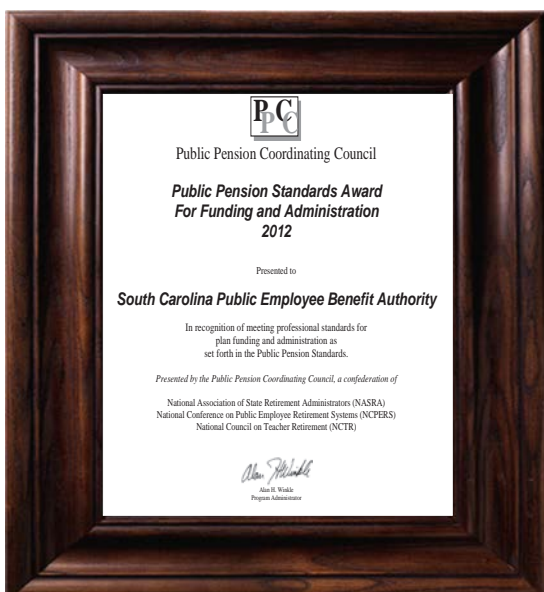 PPCC
Public Pension Coordinating Council
Public Pension Standards Award
For Funding and Administration
2012
Presented to
South Carolina Public Employee Benefit Authority
In recognition of meeting professional standards for
plan funding and administration as
set forth in the Public Pension Standards.
Presented by the Public Pension Coordinating Council, a confederation of
National Association of State Retirement Administrators (NASRA)
National Conference on Public Employee Retirement Systems (NCPERS)
National Council on Teacher Retirement (NCTR)
Alan H. Winkle
Alan H. Winkle
Program Administrator